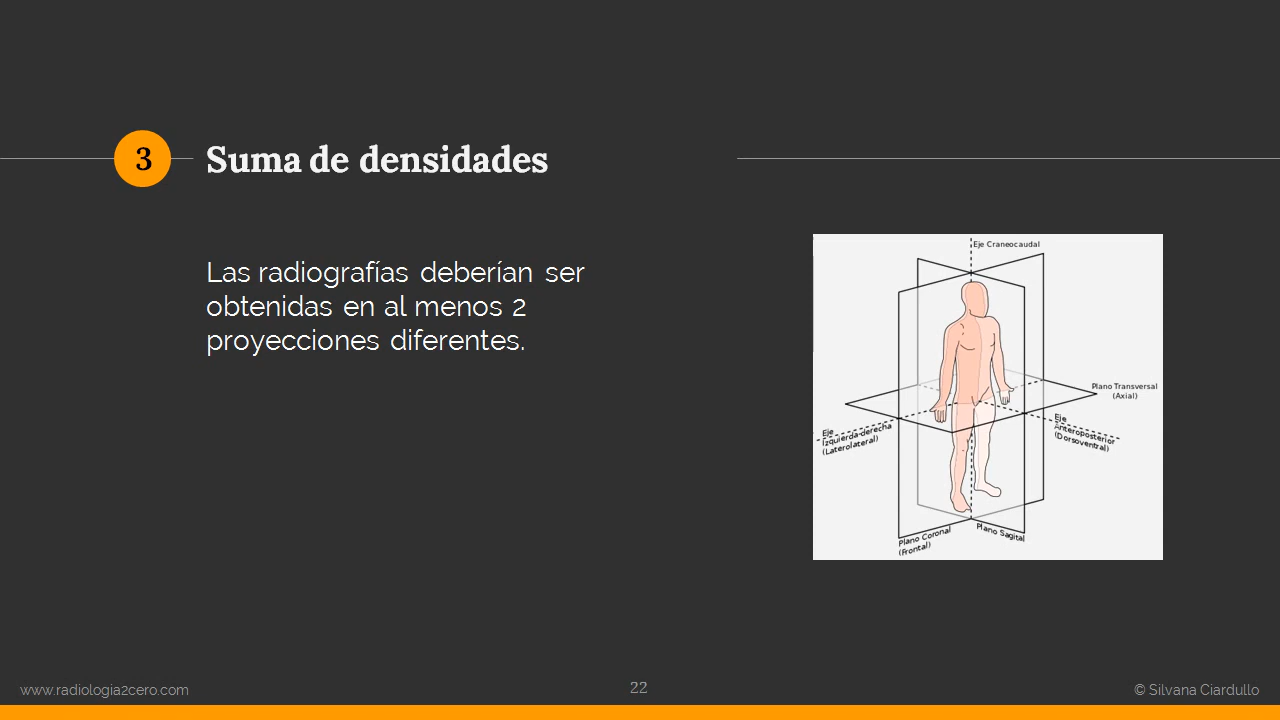 3
Suma de densidades
Las radiografías deberían ser
obtenidas en al menos 2
proyecciones diferentes.
Eje Craneocaudal
Plano Transversal
(Axial)
Eje
Anteroposterior
(Dorsoventral)
Eje
Izquierda-derecha
(Laterolateral)
Plano Coronal
(Frontal)
Plano Sagital
www.radiologia2cero.com
22
© Silvana Ciardullo